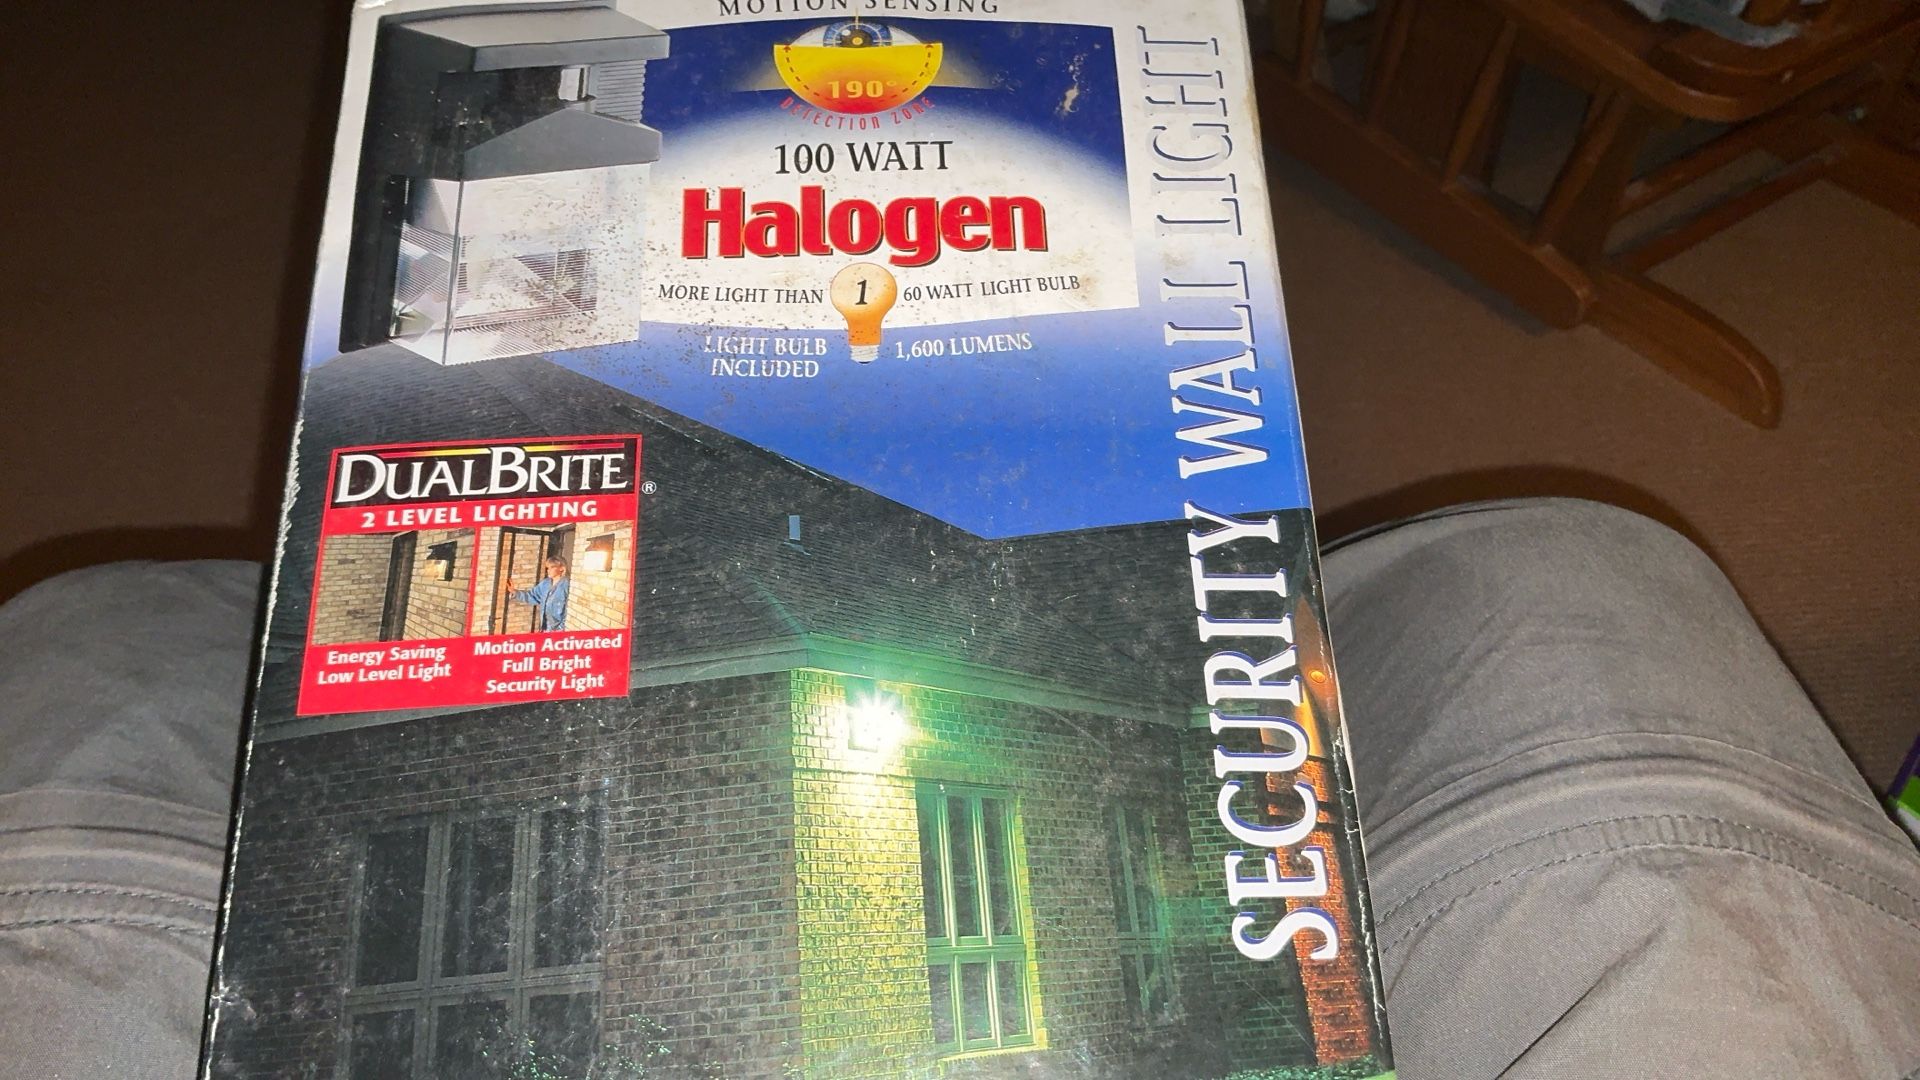 MOTION SENSING
190°
DETECTION ZONE
100 WATT
Halogen
MORE LIGHT THAN 1 60 WATT LIGHT BULB
LIGHT BULB
INCLUDED
1,600 LUMENS
DUALBRITE®
2 LEVEL LIGHTING
Energy Saving
Low Level Light
Motion Activated
Full Bright
Security Light
SECURITY WALL LIGHT